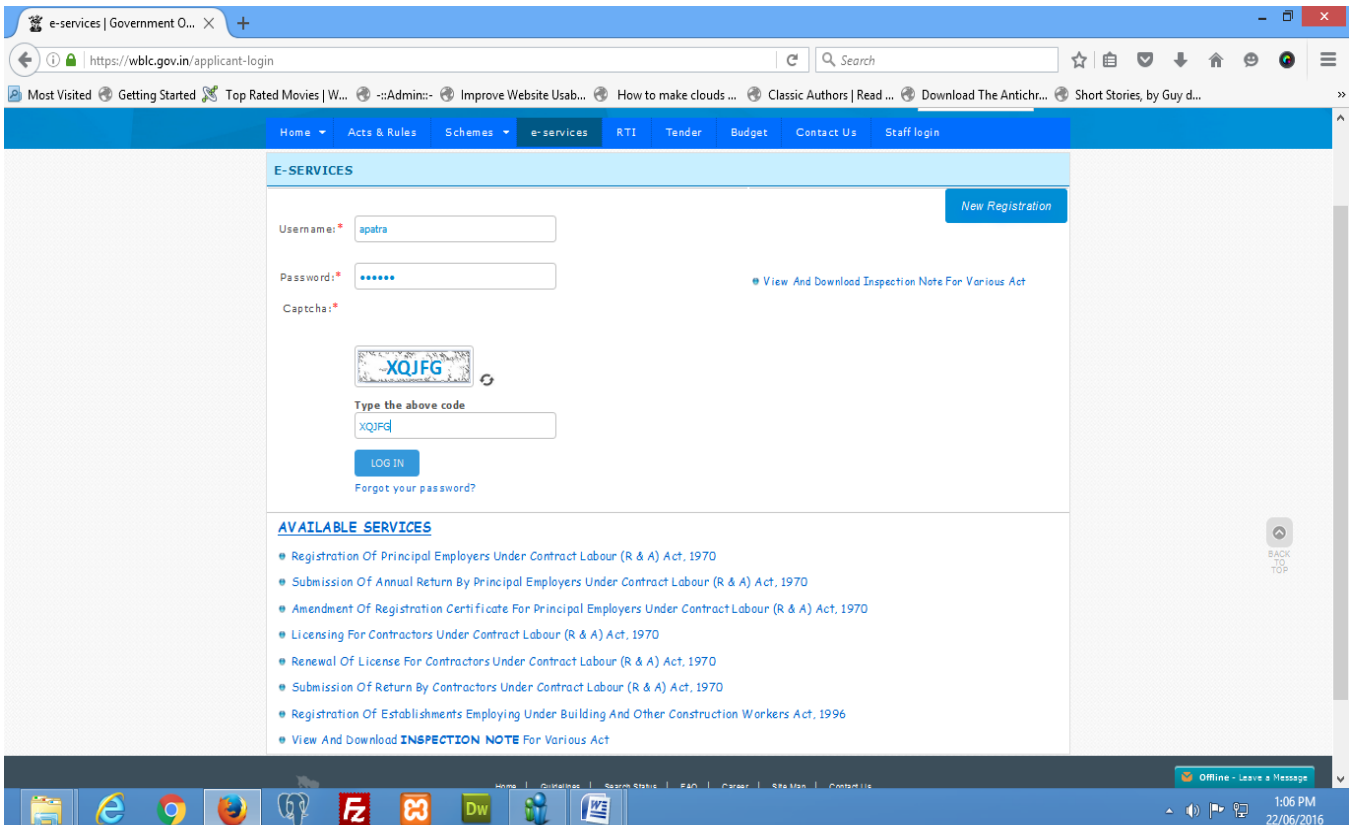 e-services | Government O...
https://wblc.gov.in/applicant-login
Search
Most Visited Getting Started Top Rated Movies | W... -::Admin::- Improve Website Usab... How to make clouds ... Classic Authors | Read ... Download The Antichr... Short Stories, by Guy d... »
Home Acts & Rules Schemes e-services RTI Tender Budget Contact Us Staff login
E-SERVICES
New Registration
Username:* apatra
Password:* ••••••
View And Download Inspection Note For Various Act
Captcha:*
XQJFG
Type the above code
XQJFG
LOG IN
Forgot your password?
AVAILABLE SERVICES
Registration Of Principal Employers Under Contract Labour (R & A) Act, 1970
Submission Of Annual Return By Principal Employers Under Contract Labour (R & A) Act, 1970
Amendment Of Registration Certificate For Principal Employers Under Contract Labour (R & A) Act, 1970
Licensing For Contractors Under Contract Labour (R & A) Act, 1970
Renewal Of License For Contractors Under Contract Labour (R & A) Act, 1970
Submission Of Return By Contractors Under Contract Labour (R & A) Act, 1970
Registration Of Establishments Employing Under Building And Other Construction Workers Act, 1996
View And Download INSPECTION NOTE For Various Act
BACK
TO
TOP
Home | Guidelines | Search Status | FAQ | Career | Site Map | Contact Us
Offline - Leave a Message
Fz Dw W
1:06 PM
22/06/2016